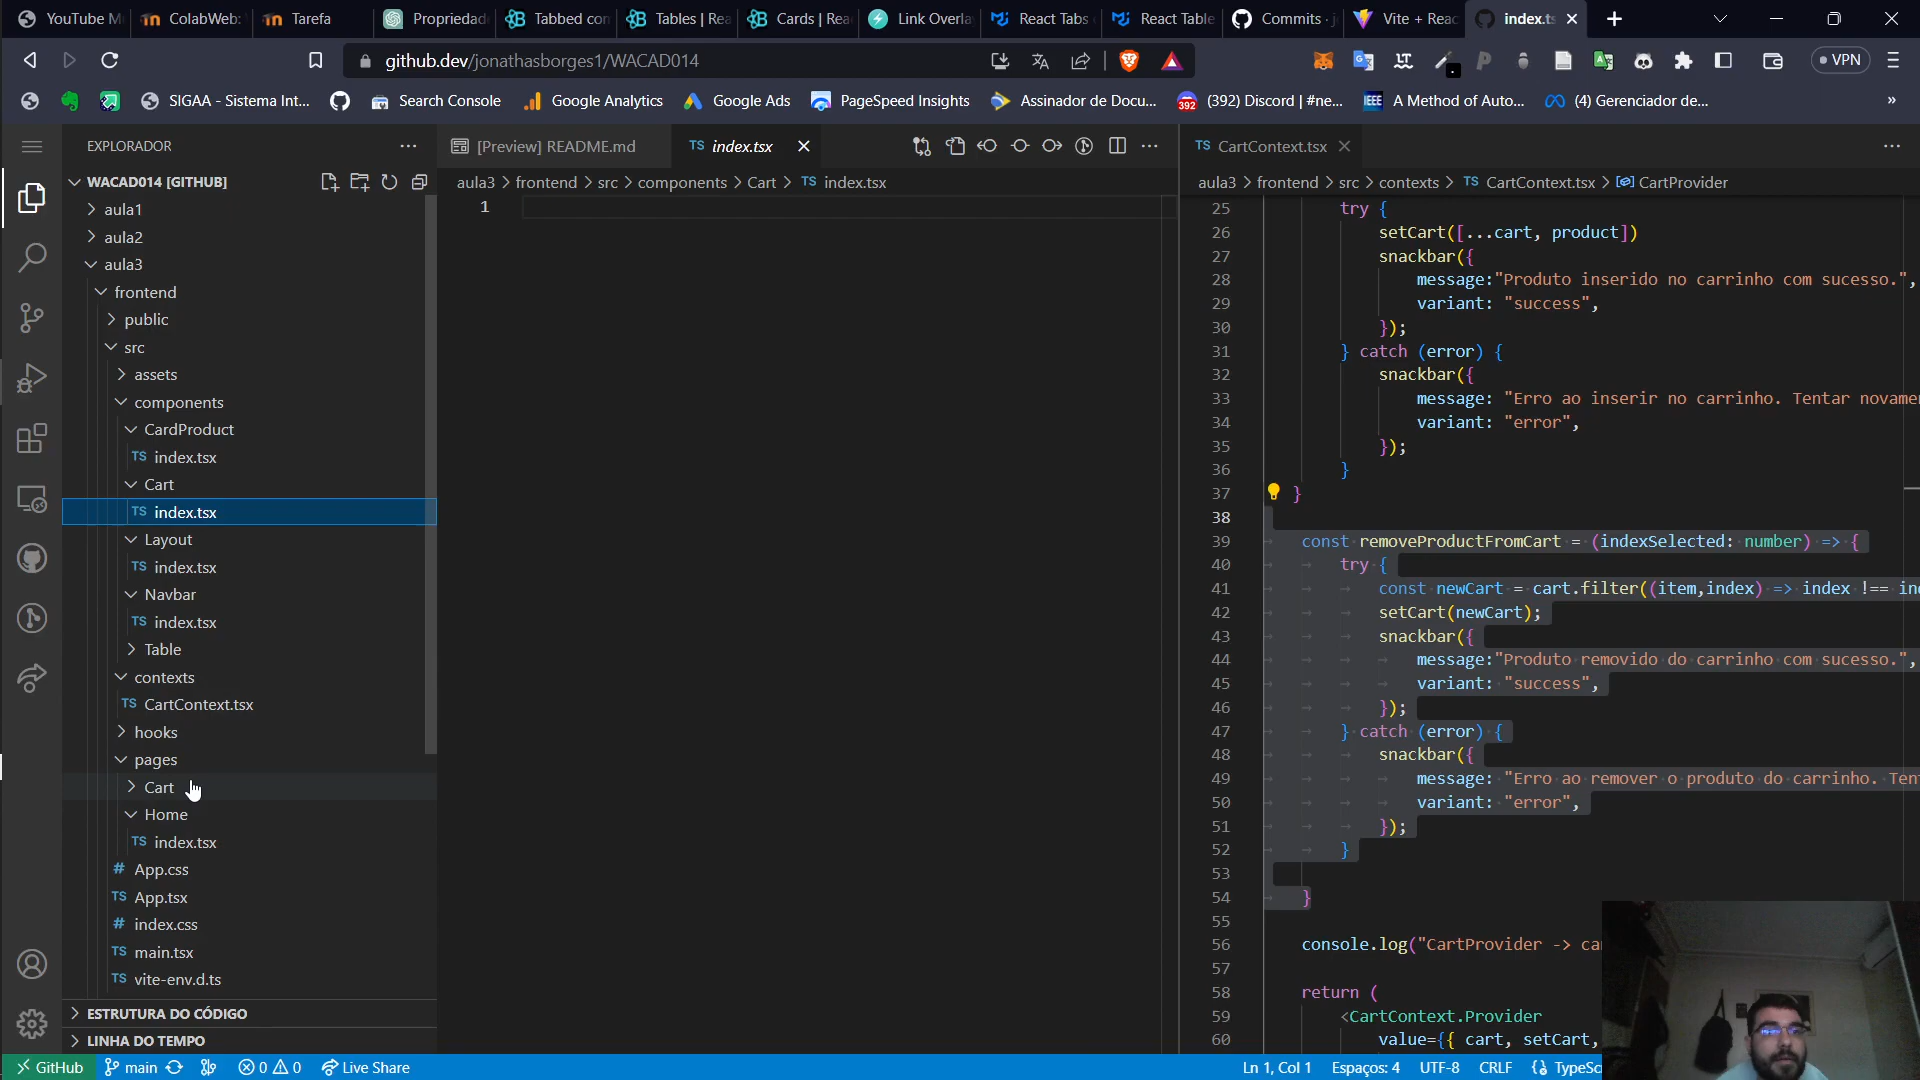 YouTube M
ColabWeb:
Tarefa
Propriedad
Tabbed con
Tables | Rea
Cards | Rea
Link Overla
React Tabs
React Table
Commits · j
Vite + Reac
index.ts
github.dev/jonathasborges1/WACAD014
VPN
SIGAA - Sistema Int...
Search Console
Google Analytics
Google Ads
PageSpeed Insights
Assinador de Docu...
(392) Discord | #ne...
A Method of Auto...
(4) Gerenciador de...
EXPLORADOR
WACAD014 [GITHUB]
aula1
aula2
aula3
frontend
public
src
assets
components
CardProduct
TS index.tsx
Cart
TS index.tsx
Layout
TS index.tsx
Navbar
TS index.tsx
Table
contexts
TS CartContext.tsx
hooks
pages
Cart
Home
TS index.tsx
# App.css
TS App.tsx
# index.css
TS main.tsx
TS vite-env.d.ts
ESTRUTURA DO CÓDIGO
LINHA DO TEMPO
[Preview] README.md
TS index.tsx
aula3 > frontend > src > components > Cart > TS index.tsx
1
TS CartContext.tsx
aula3 > frontend > src > contexts > TS CartContext.tsx > CartProvider
25 try {
26 setCart([...cart, product])
27 snackbar({
28 message:"Produto inserido no carrinho com sucesso.",
29 variant: "success",
30 });
31 } catch (error) {
32 snackbar({
33 message: "Erro ao inserir no carrinho. Tentar novame
34 variant: "error",
35 });
36 }
37 }
38
39 const removeProductFromCart = (indexSelected: number) => {
40 try {
41 const newCart = cart.filter((item,index) => index !== in
42 setCart(newCart);
43 snackbar({
44 message:"Produto removido do carrinho com sucesso.",
45 variant: "success",
46 });
47 } catch (error) {
48 snackbar({
49 message: "Erro ao remover o produto do carrinho. Ten
50 variant: "error",
51 });
52 }
53
54 }
55
56 console.log("CartProvider -> ca
57
58 return (
59 <CartContext.Provider
60 value={{ cart, setCart,
GitHub
main
0
0
Live Share
Ln 1, Col 1
Espaços: 4
UTF-8
CRLF
TypeSc